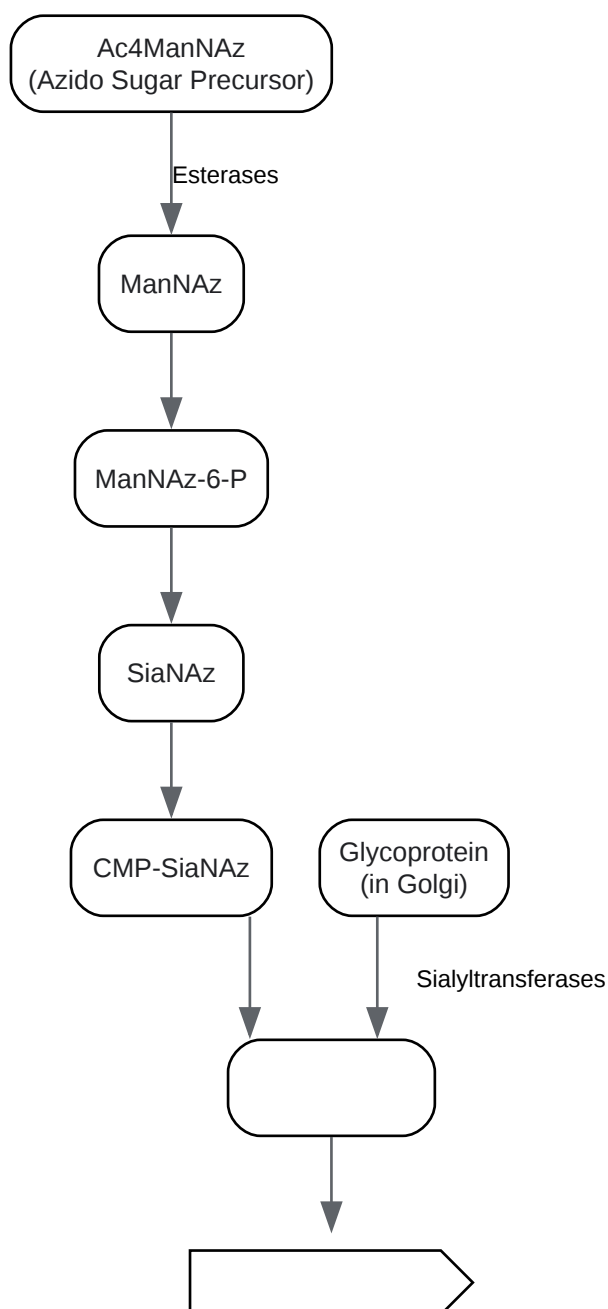 Ac4ManNAz
(Azido Sugar Precursor)
Esterases
ManNAz
ManNAz-6-P
SiaNAz
CMP-SiaNAz
Glycoprotein
(in Golgi)
Sialyltransferases